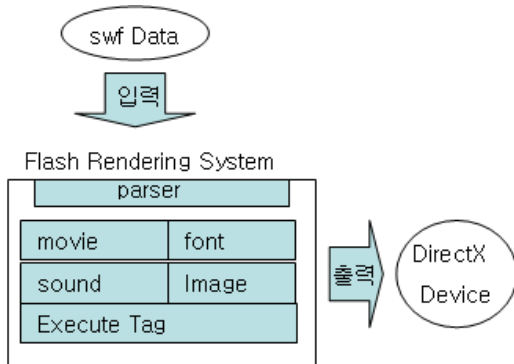 swf Data
입력
Flash Rendering System
parser
movie font
sound Image
Execute Tag
출력
DirectX
Device